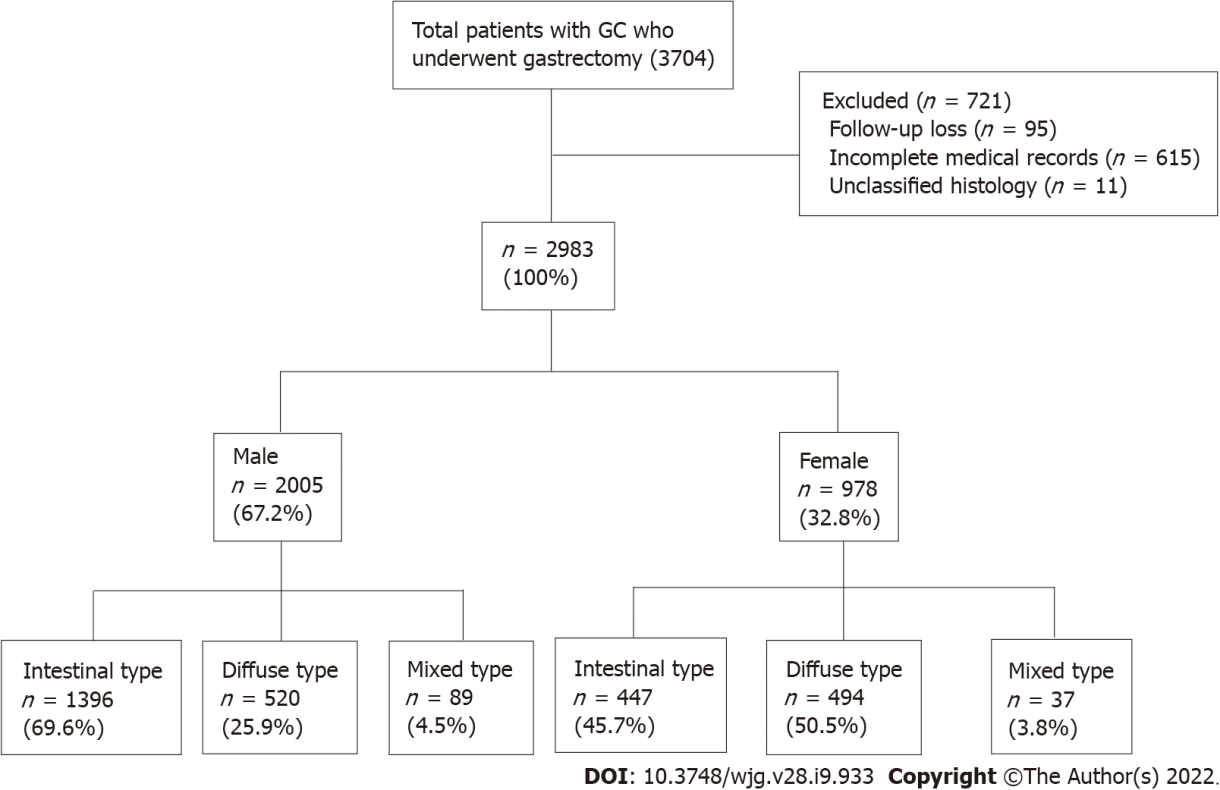 Total patients with GC who
underwent gastrectomy (3704)
Excluded (n = 721)
Follow-up loss (n = 95)
Incomplete medical records (n = 615)
Unclassified histology (n = 11)
n = 2983
(100%)
Male
n = 2005
(67.2%)
Female
n = 978
(32.8%)
Intestinal type
n = 1396
(69.6%)
Diffuse type
n = 520
(25.9%)
Mixed type
n = 89
(4.5%)
Intestinal type
n = 447
(45.7%)
Diffuse type
n = 494
(50.5%)
Mixed type
n = 37
(3.8%)
DOI: 10.3748/wjg.v28.i9.933 Copyright ©The Author(s) 2022.